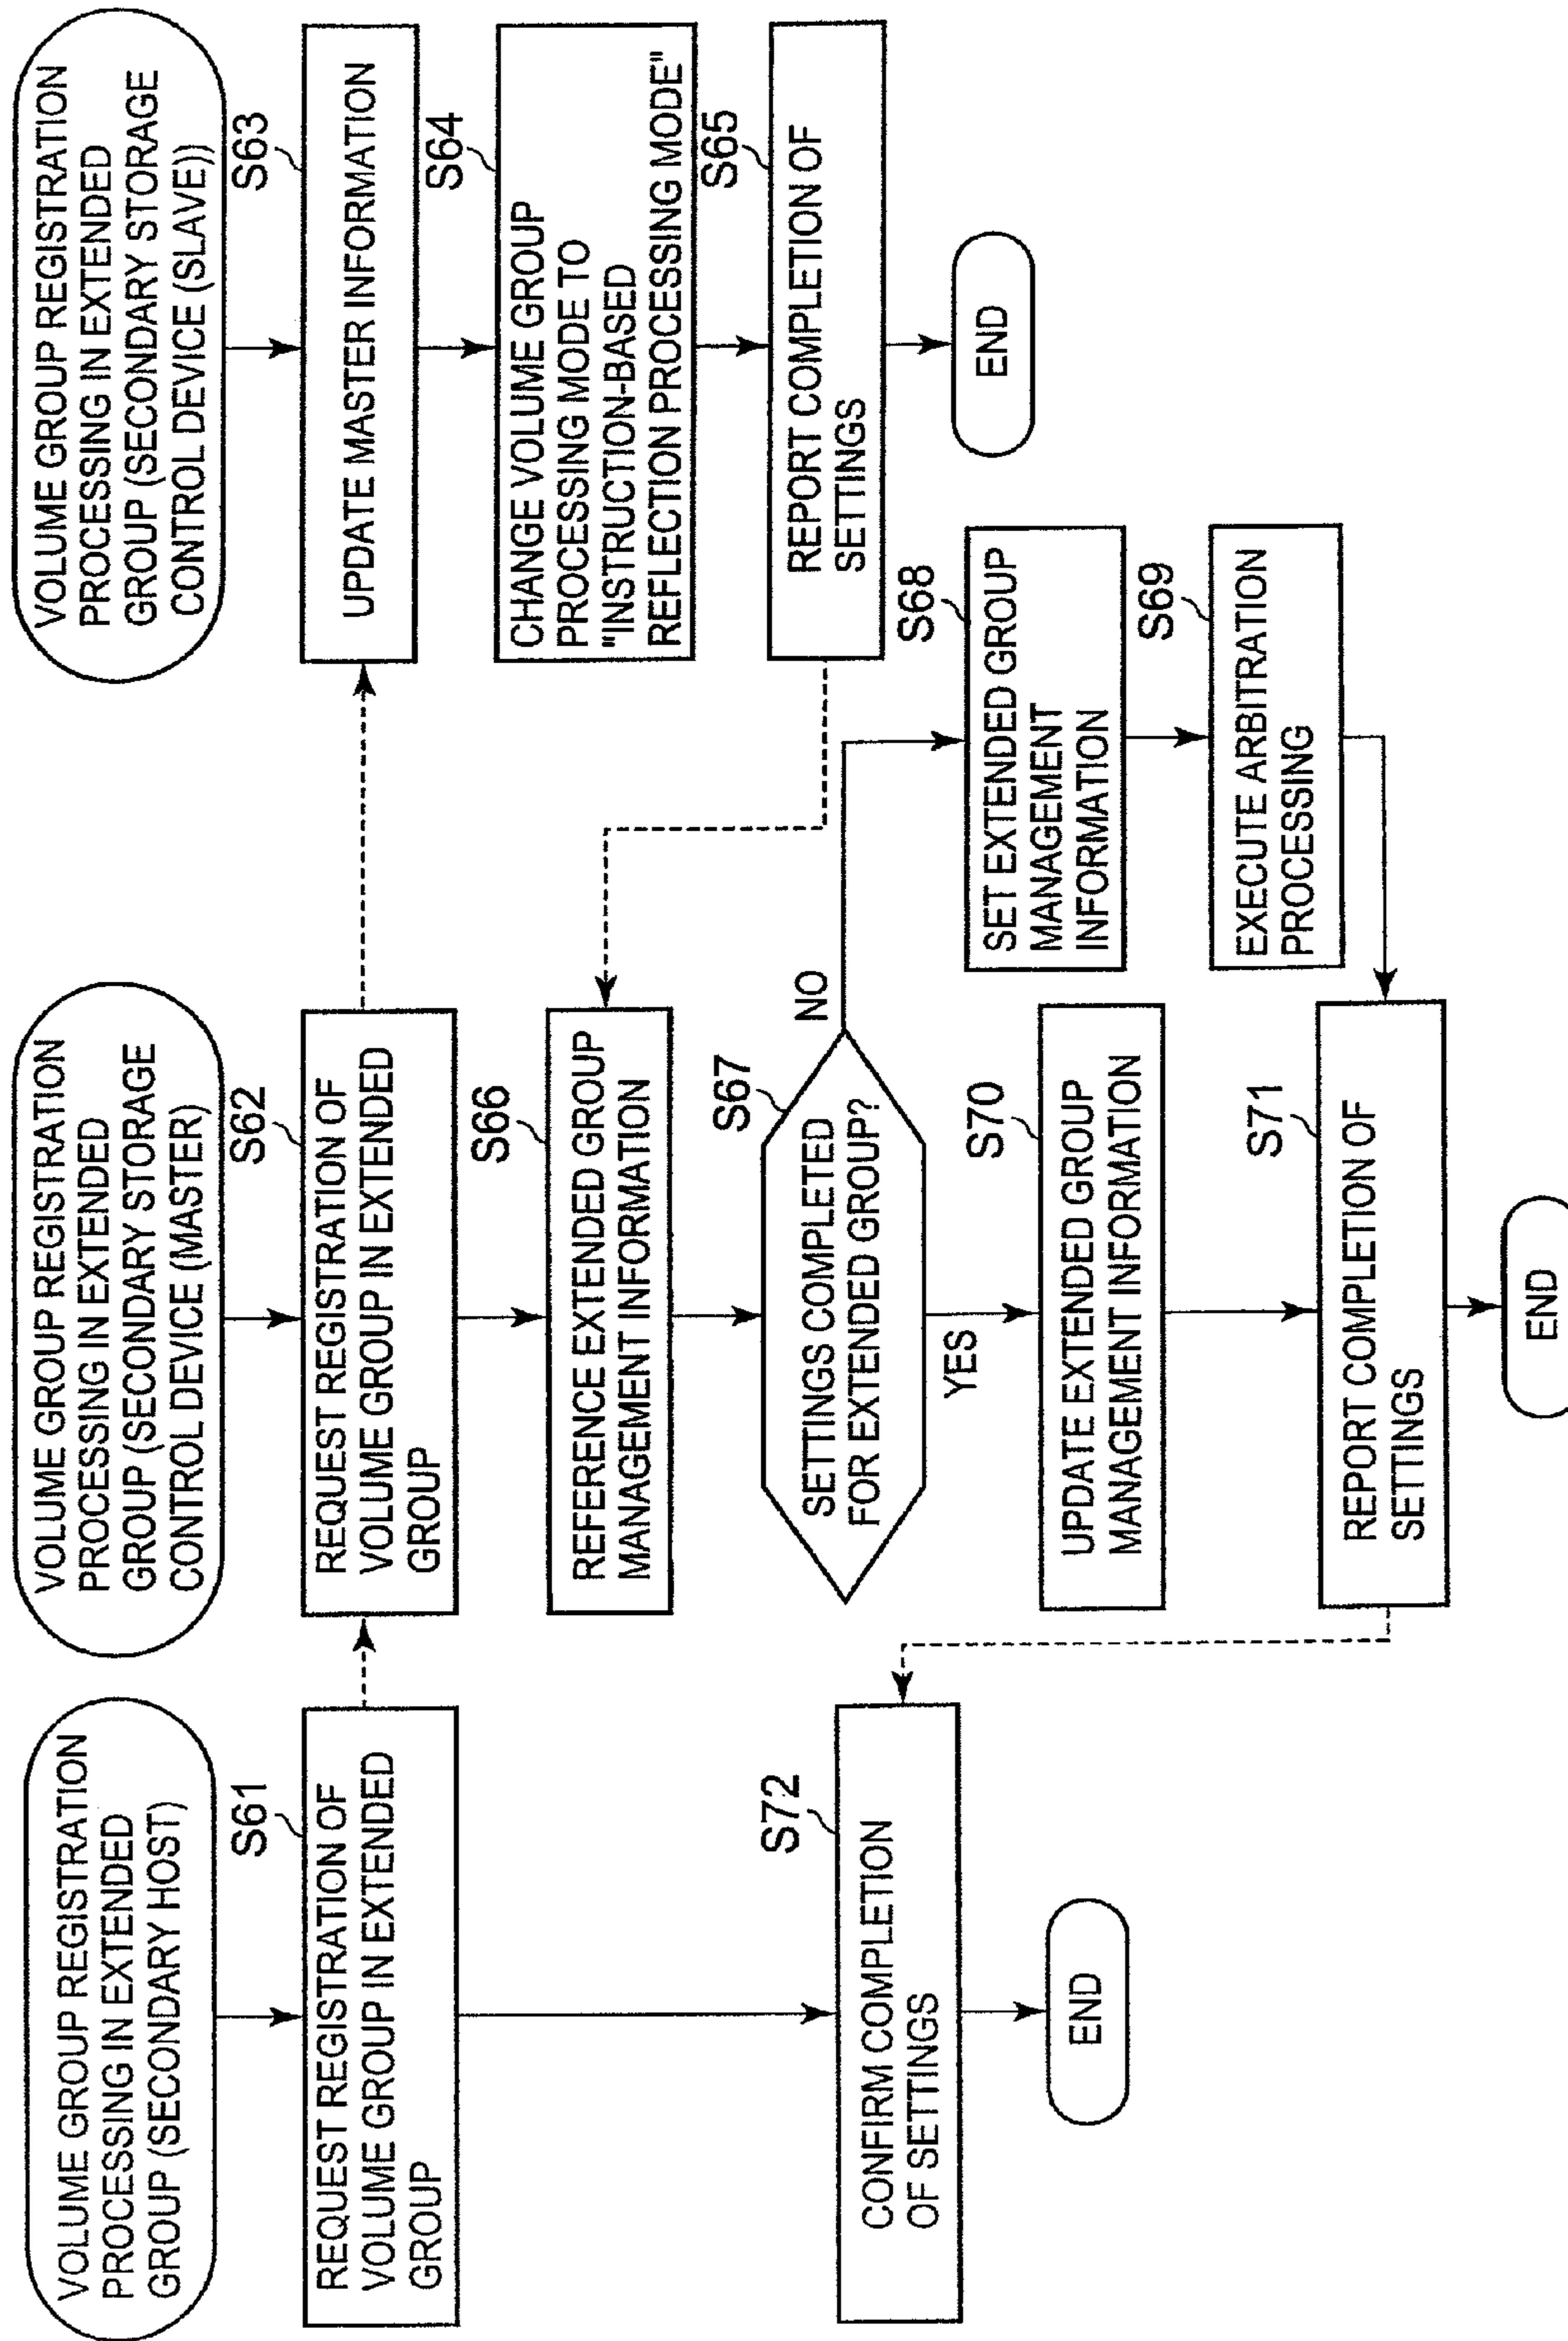 VOLUME GROUP REGISTRATION
PROCESSING IN EXTENDED
GROUP (SECONDARY HOST)
S61
REQUEST REGISTRATION OF
VOLUME GROUP IN EXTENDED
GROUP
S72
CONFIRM COMPLETION
OF SETTINGS
END
VOLUME GROUP REGISTRATION
PROCESSING IN EXTENDED
GROUP (SECONDARY STORAGE
CONTROL DEVICE (MASTER)
S62
REQUEST REGISTRATION OF
VOLUME GROUP IN EXTENDED
GROUP
S66
REFERENCE EXTENDED GROUP
MANAGEMENT INFORMATION
S67
SETTINGS COMPLETED
FOR EXTENDED GROUP?
NO
YES
S70
UPDATE EXTENDED GROUP
MANAGEMENT INFORMATION
S71
REPORT COMPLETION OF
SETTINGS
END
VOLUME GROUP REGISTRATION
PROCESSING IN EXTENDED
GROUP (SECONDARY STORAGE
CONTROL DEVICE (SLAVE))
S63
UPDATE MASTER INFORMATION
S64
CHANGE VOLUME GROUP
PROCESSING MODE TO
"INSTRUCTION-BASED
REFLECTION PROCESSING MODE"
S65
REPORT COMPLETION OF
SETTINGS
END
S68
SET EXTENDED GROUP
MANAGEMENT
INFORMATION
S69
EXECUTE ARBITRATION
PROCESSING